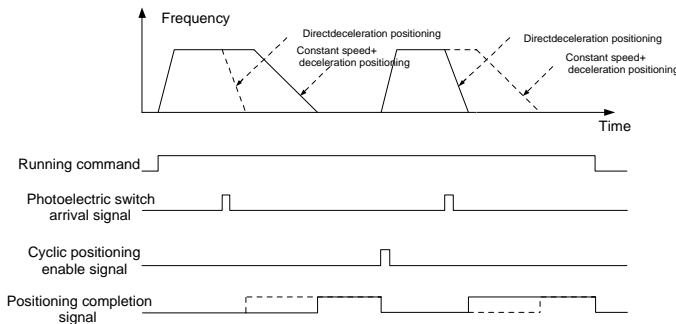 Frequency
Directdeceleration positioning
Constant speed+
deceleration positioning
Directdeceleration positioning
Constant speed+
deceleration positioning
Time
Running command
Photoelectric switch
arrival signal
Cyclic positioning
enable signal
Positioning completion
signal